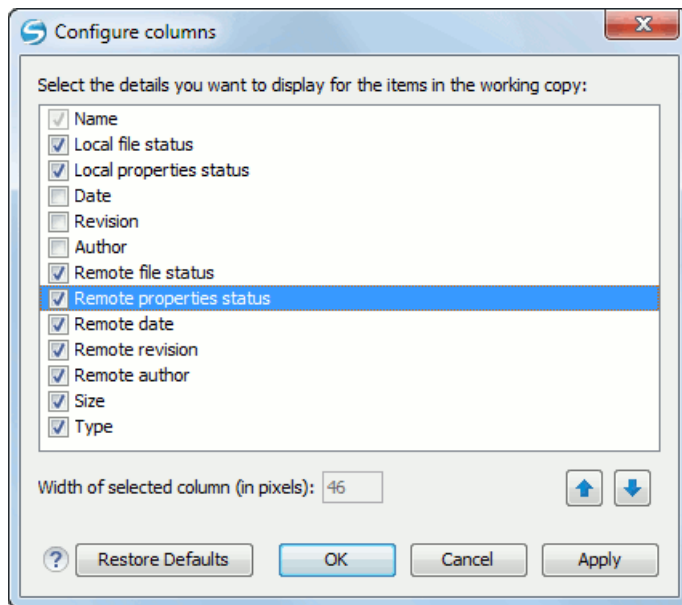 Configure columns
Select the details you want to display for the items in the working copy:
Name
Local file status
Local properties status
Date
Revision
Author
Remote file status
Remote properties status
Remote date
Remote revision
Remote author
Size
Type
Width of selected column (in pixels): 46
? Restore Defaults OK Cancel Apply